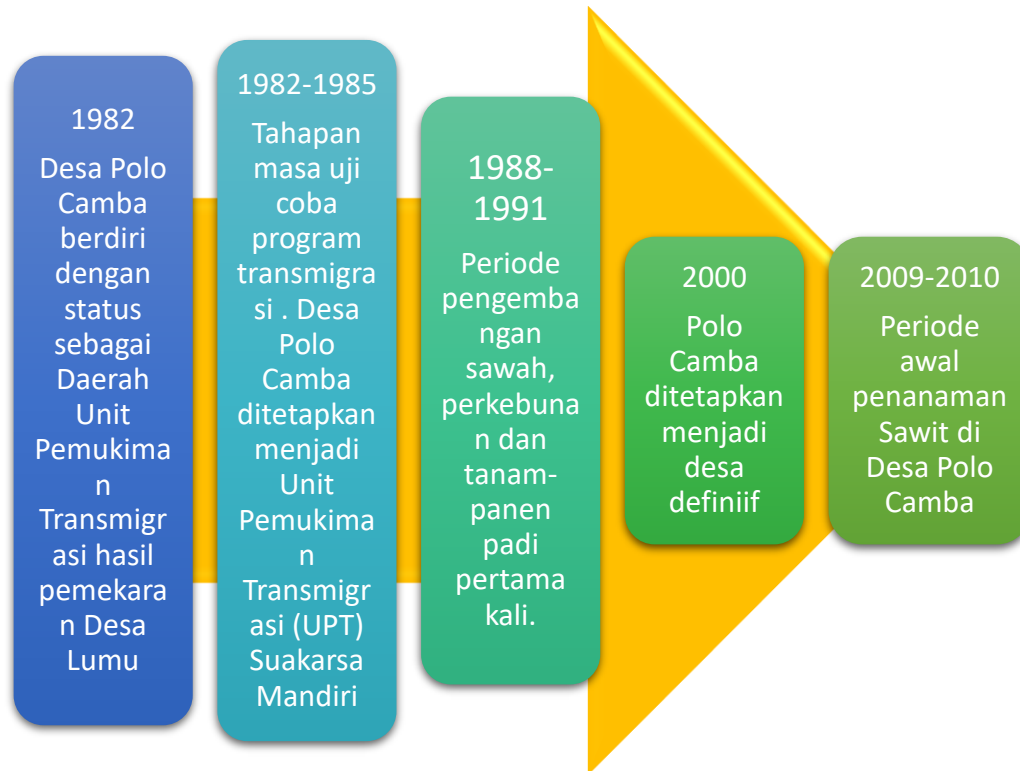 1982
Desa Polo
Camba
berdiri
dengan
status
sebagai
Daerah
Unit
Pemukima
n
Transmigr
asi hasil
pemekara
n Desa
Lumu
1982-1985
Tahapan
masa uji
coba
program
transmigra
si . Desa
Polo
Camba
ditetapkan
menjadi
Unit
Pemukima
n
Transmigr
asi (UPT)
Suakarsa
Mandiri
1988-
1991
Periode
pengemba
ngan
sawah,
perkebuna
n dan
tanam-
panen
padi
pertama
kali.
2000
Polo
Camba
ditetapkan
menjadi
desa
definiif
2009-2010
Periode
awal
penanaman
Sawit di
Desa Polo
Camba